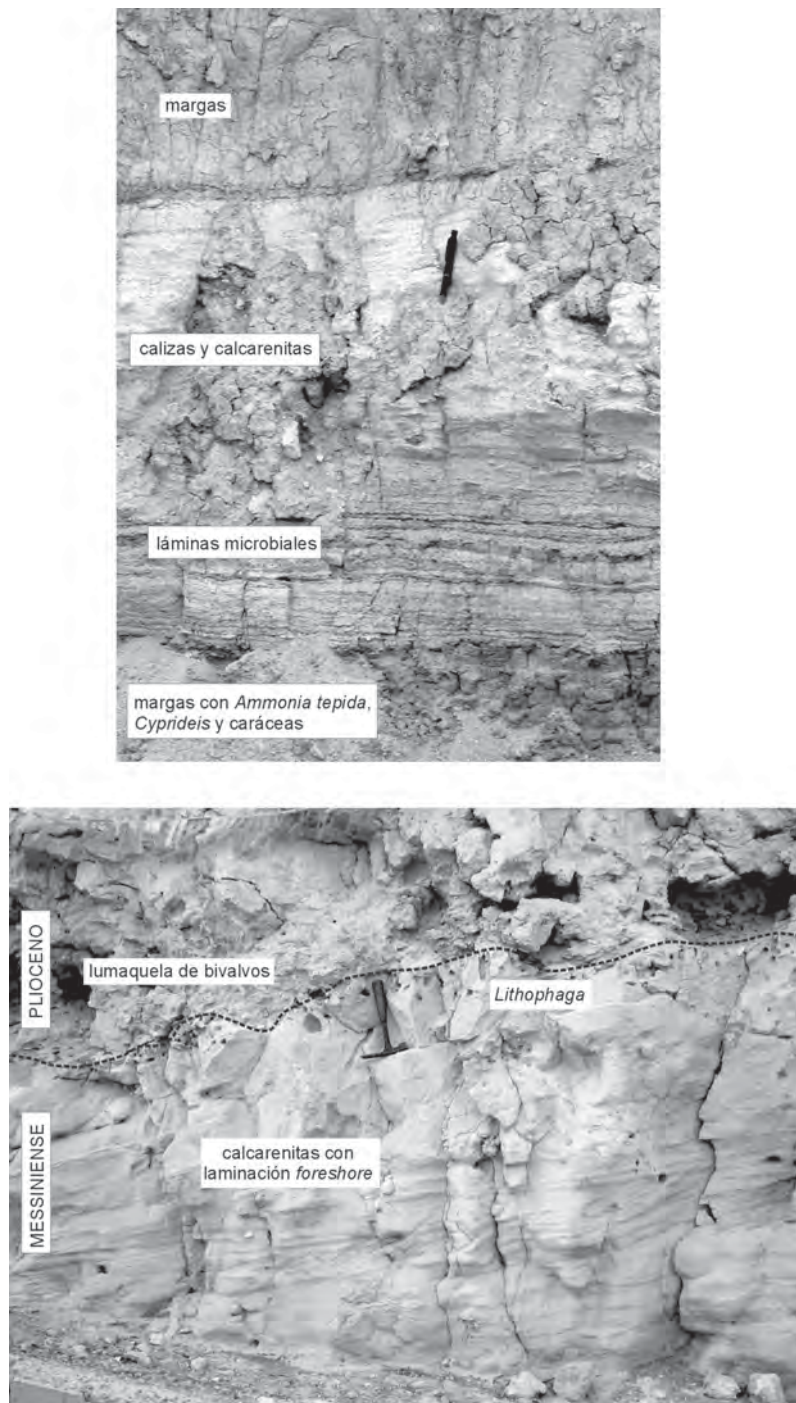 margas
calizas y calcarenitas
láminas microbiales
margas con Ammonia tepida,
Cyprideis y caráceas
PLIOCENO
lumaquela de bivalvos
Lithophaga
MESSINIENSE
calcarenitas con
laminación foreshore